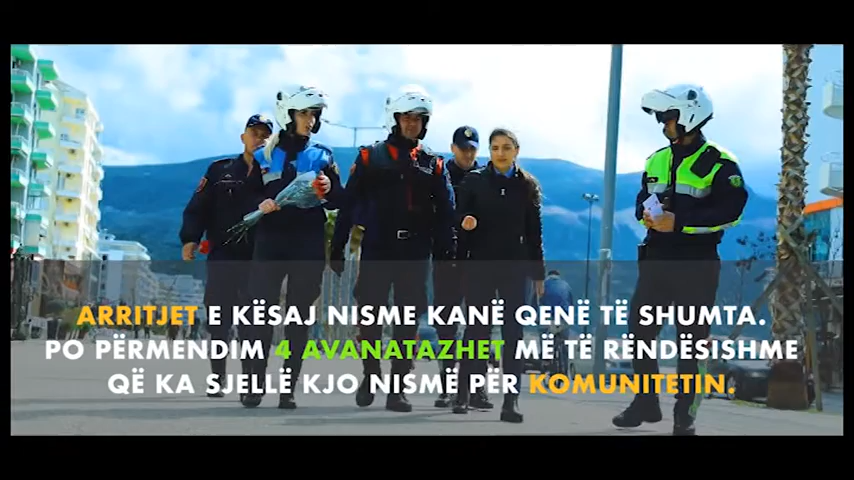 ARRITJET E KËSAJ NISME KANË QENË TË SHUMTA.
PO PËRMENDIM 4 AVANATAZHET MË TË RËNDËSISHME
QË KA SJELLË KJO NISMË PËR KOMUNITETIN.